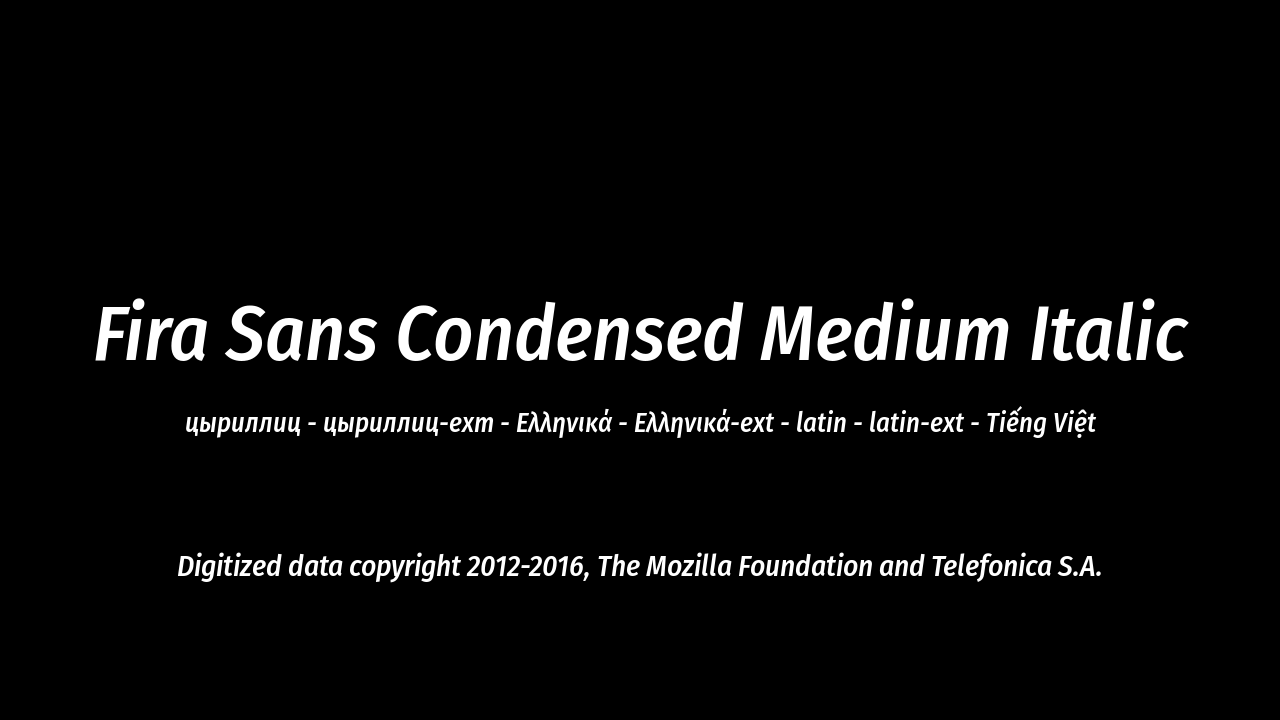 Fira Sans Condensed Medium Italic
цыриллиц - цыриллиц-ехт - Ελληνικά - Ελληνικά-ext - latin - latin-ext - Tiếng Việt
Digitized data copyright 2012-2016, The Mozilla Foundation and Telefonica S.A.